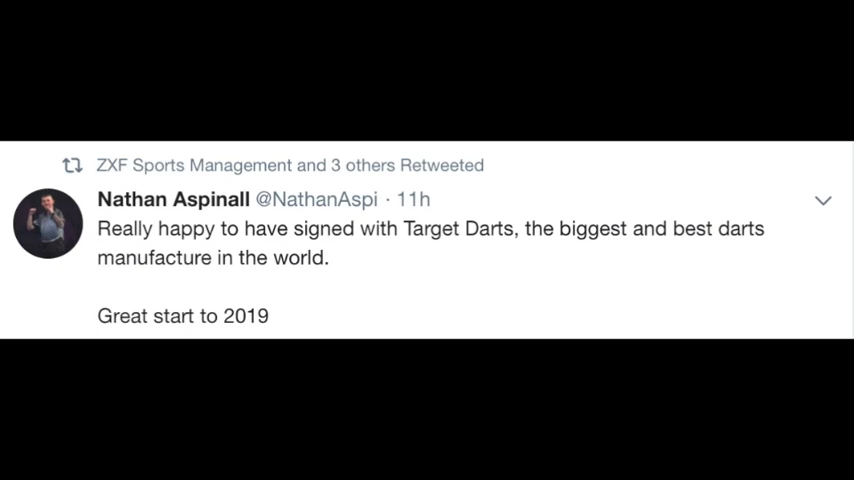 ZXF Sports Management and 3 others Retweeted
Nathan Aspinall @NathanAspi · 11h
Really happy to have signed with Target Darts, the biggest and best darts
manufacture in the world.
Great start to 2019